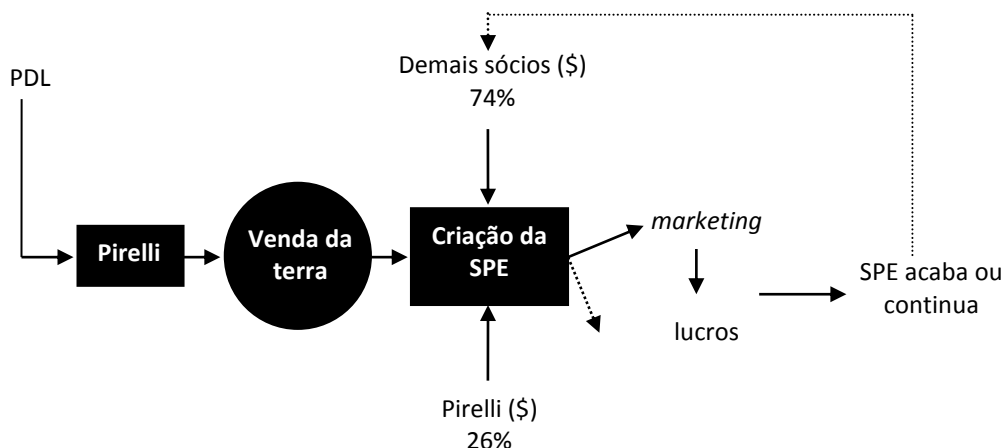 Demais sócios ($)
74%
PDL
Pirelli
Venda da
terra
Criação da
SPE
marketing
lucros
SPE acaba ou
continua
Pirelli ($)
26%